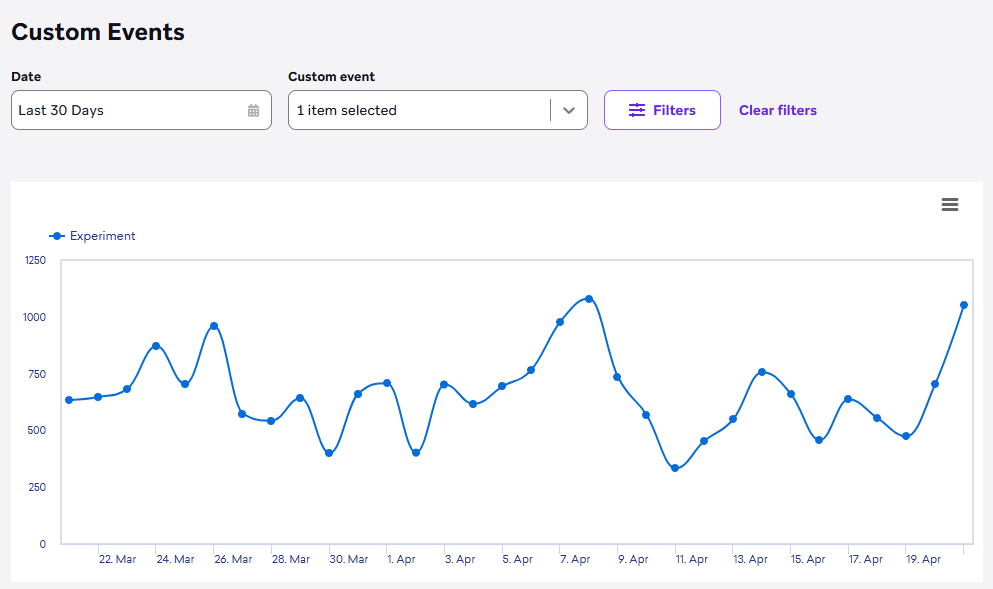 Custom Events
Date
Custom event
Last 30 Days
1 item selected
Filters
Clear filters
Experiment
1250
1000
750
500
250
0
22. Mar
24. Mar
26. Mar
28. Mar
30. Mar
1. Apr
3. Apr
5. Apr
7. Apr
9. Apr
11. Apr
13. Apr
15. Apr
17. Apr
19. Apr